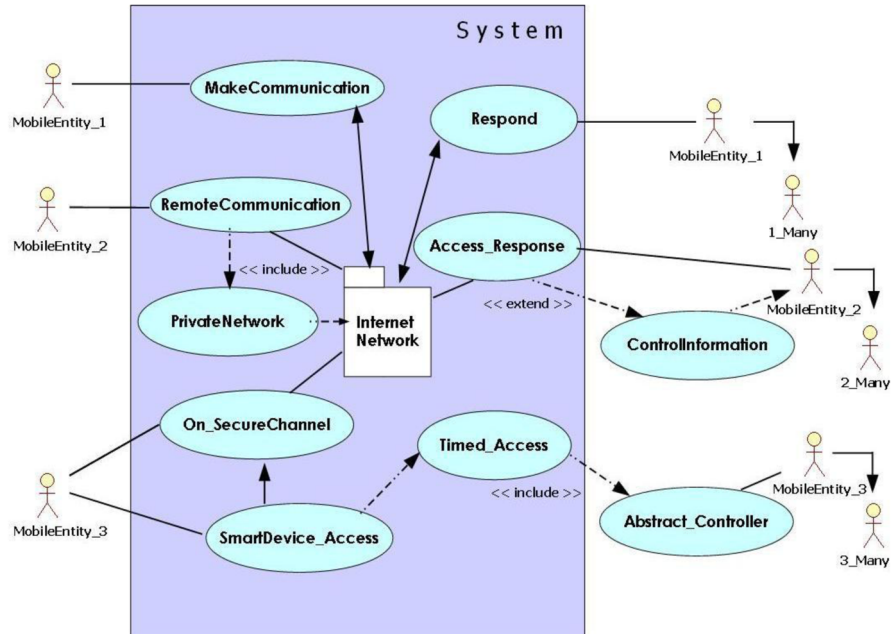 System
MakeCommunication
MobileEntity_1
Respond
MobileEntity_1
RemoteCommunication
MobileEntity_2
1_Many
Access_Response
<< include >>
<< extend >>
MobileEntity_2
PrivateNetwork
Internet
Network
ControlInformation
2_Many
On_SecureChannel
Timed_Access
<< include >>
MobileEntity_3
MobileEntity_3
SmartDevice_Access
Abstract_Controller
3_Many